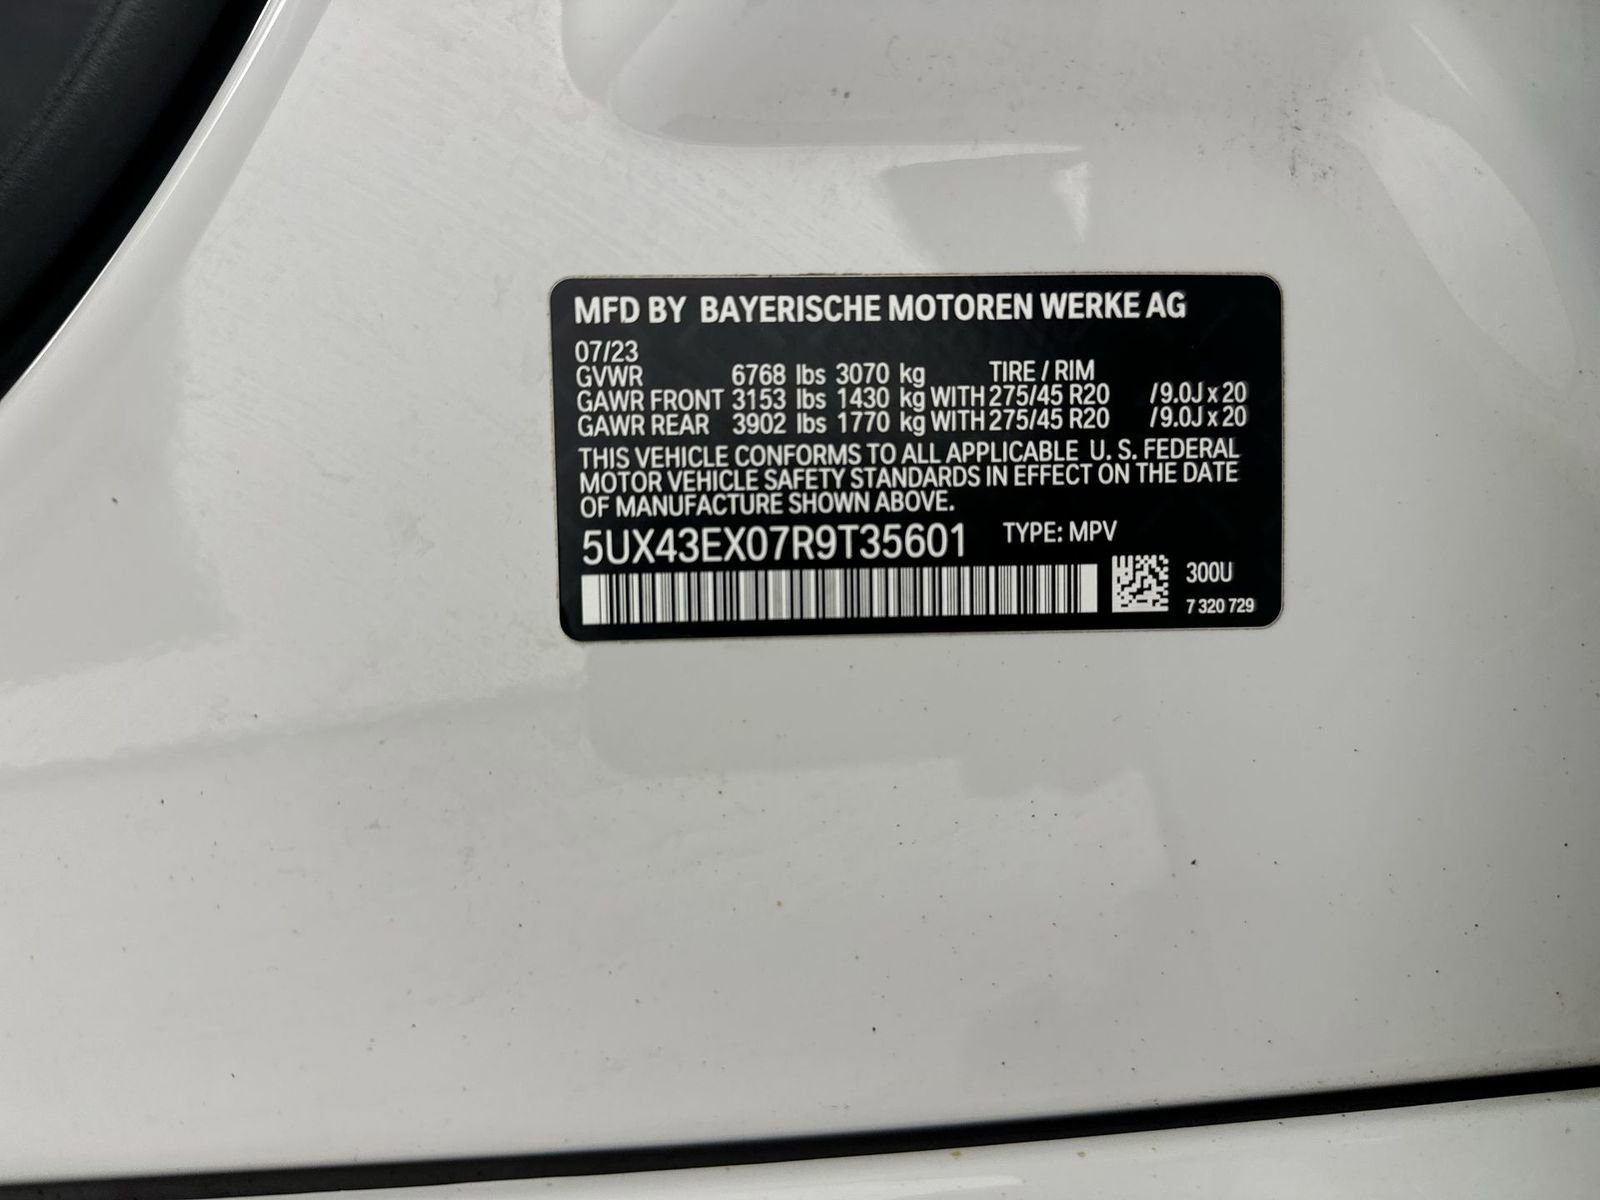 MFD BY BAYERISCHE MOTOREN WERKE AG
07/23
GVWR 6768 lbs 3070 kg TIRE / RIM
GAWR FRONT 3153 lbs 1430 kg WITH 275/45 R20 / 9.0J x 20
GAWR REAR 3902 lbs 1770 kg WITH 275/45 R20 / 9.0J x 20
THIS VEHICLE CONFORMS TO ALL APPLICABLE U. S. FEDERAL
MOTOR VEHICLE SAFETY STANDARDS IN EFFECT ON THE DATE
OF MANUFACTURE SHOWN ABOVE.
5UX43EX07R9T35601 TYPE: MPV
300U
7 320 729